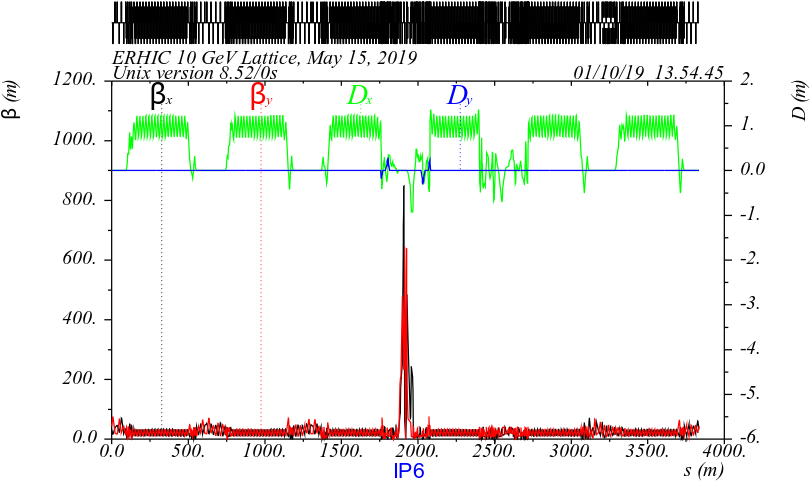 ERHIC 10 GeV Lattice, May 15, 2019
Unix version 8.52/0s 01/10/19 13.54.45
1200. 2.
β (m) βx βy Dx Dy D (m)
1000. 1.
0.0
800. -1.
600. -2.
-3.
400. -4.
200. -5.
0.0 -6.
0.0 500. 1000. 1500. 2000. 2500. 3000. 3500. 4000.
IP6 s (m)